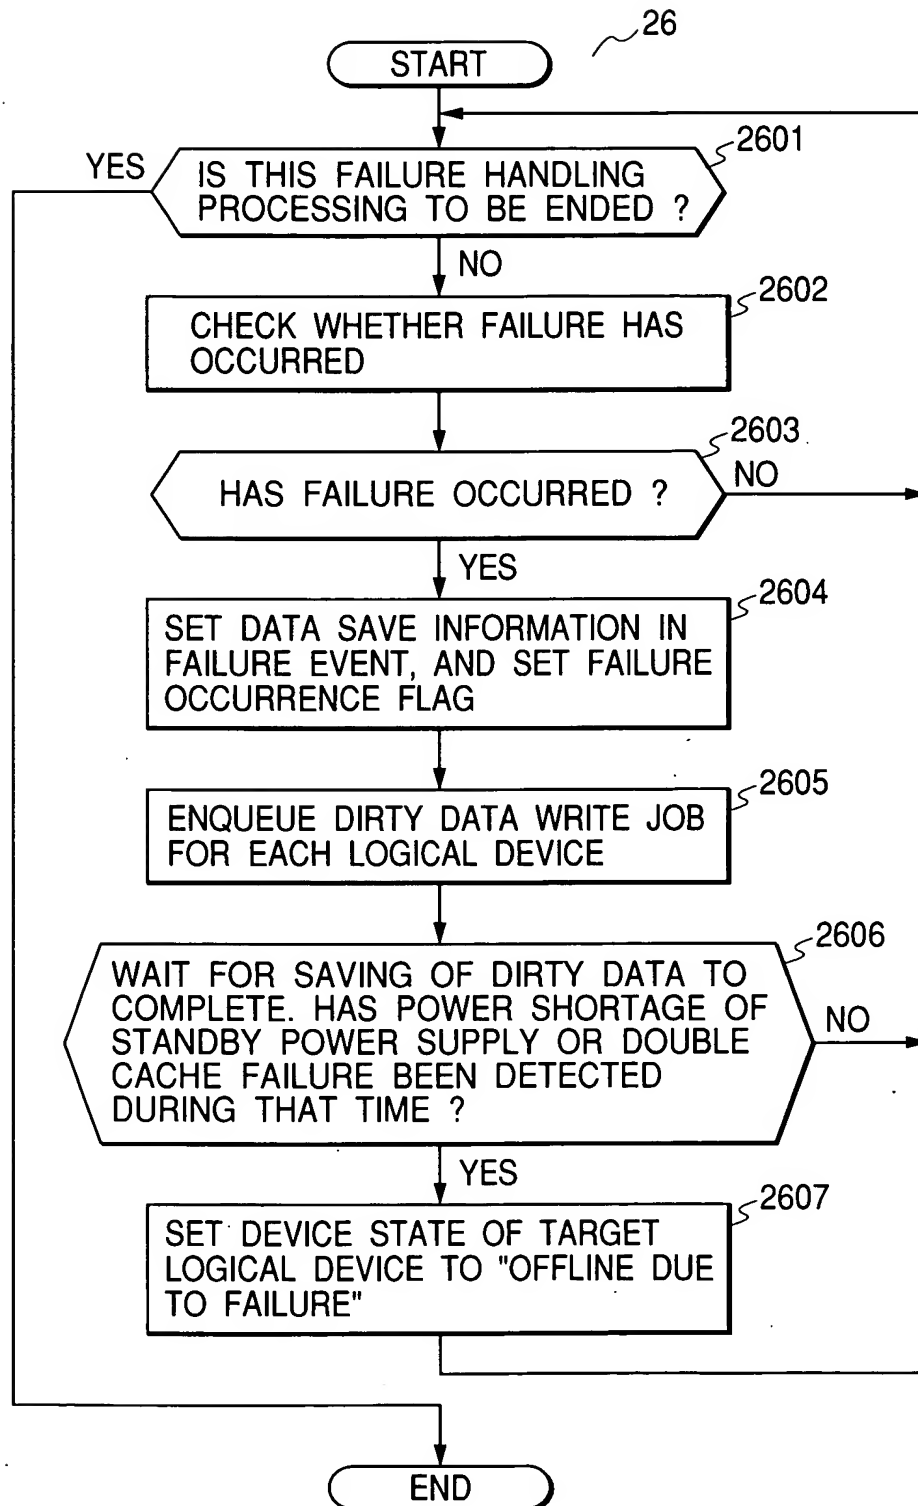 26
START
2601
YES
IS THIS FAILURE HANDLING
PROCESSING TO BE ENDED ?
NO
2602
CHECK WHETHER FAILURE HAS
OCCURRED
2603
NO
HAS FAILURE OCCURRED ?
YES
2604
SET DATA SAVE INFORMATION IN
FAILURE EVENT, AND SET FAILURE
OCCURRENCE FLAG
2605
ENQUEUE DIRTY DATA WRITE JOB
FOR EACH LOGICAL DEVICE
2606
WAIT FOR SAVING OF DIRTY DATA TO
COMPLETE. HAS POWER SHORTAGE OF
STANDBY POWER SUPPLY OR DOUBLE
CACHE FAILURE BEEN DETECTED
DURING THAT TIME ?
NO
YES
2607
SET DEVICE STATE OF TARGET
LOGICAL DEVICE TO "OFFLINE DUE
TO FAILURE"
END